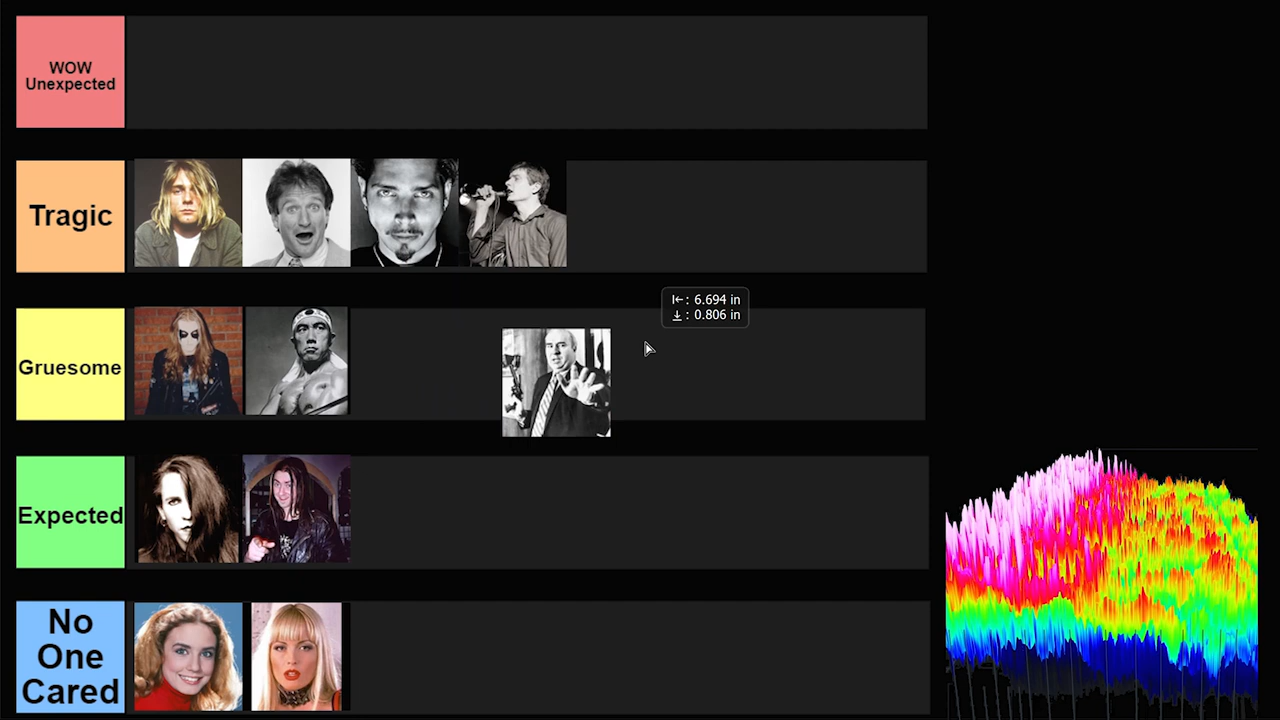 WOW
Unexpected
Tragic
: 6.694 in
: 0.806 in
Gruesome
Expected
No
One
Cared